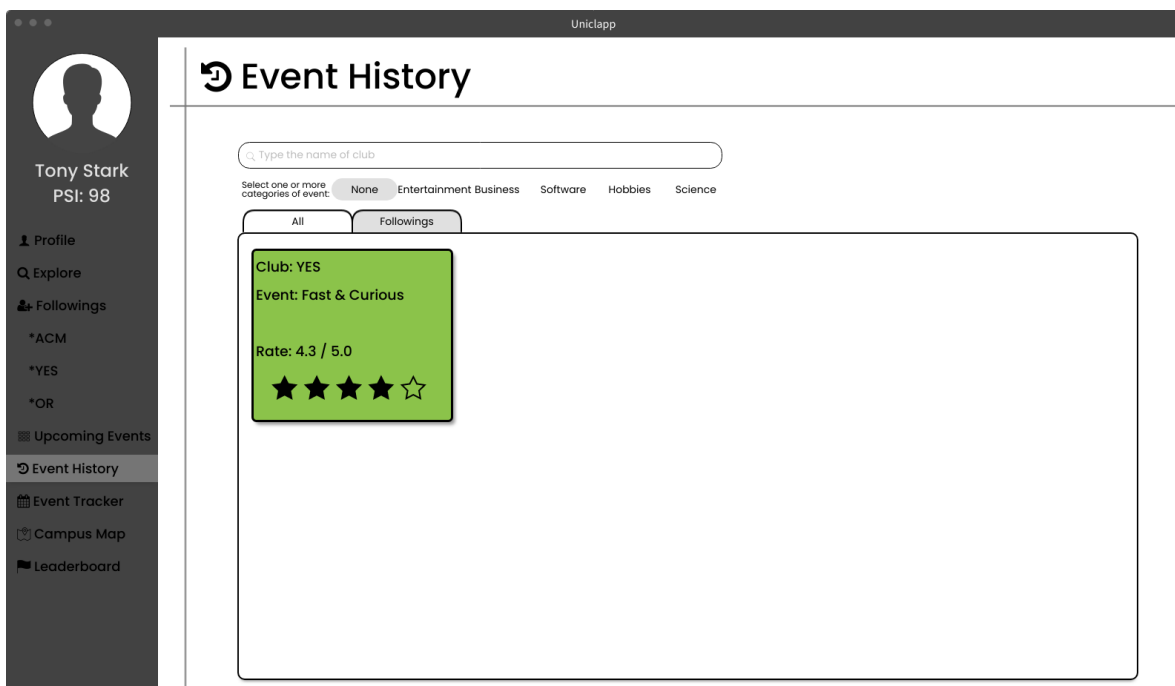 Uniclapp
Tony Stark
PSI: 98
Profile
Explore
Followings
*ACM
*YES
*OR
Upcoming Events
Event History
Event Tracker
Campus Map
Leaderboard
Event History
Type the name of club
Select one or more
categories of event:
None Entertainment Business Software Hobbies Science
All Followings
Club: YES
Event: Fast & Curious
Rate: 4.3 / 5.0